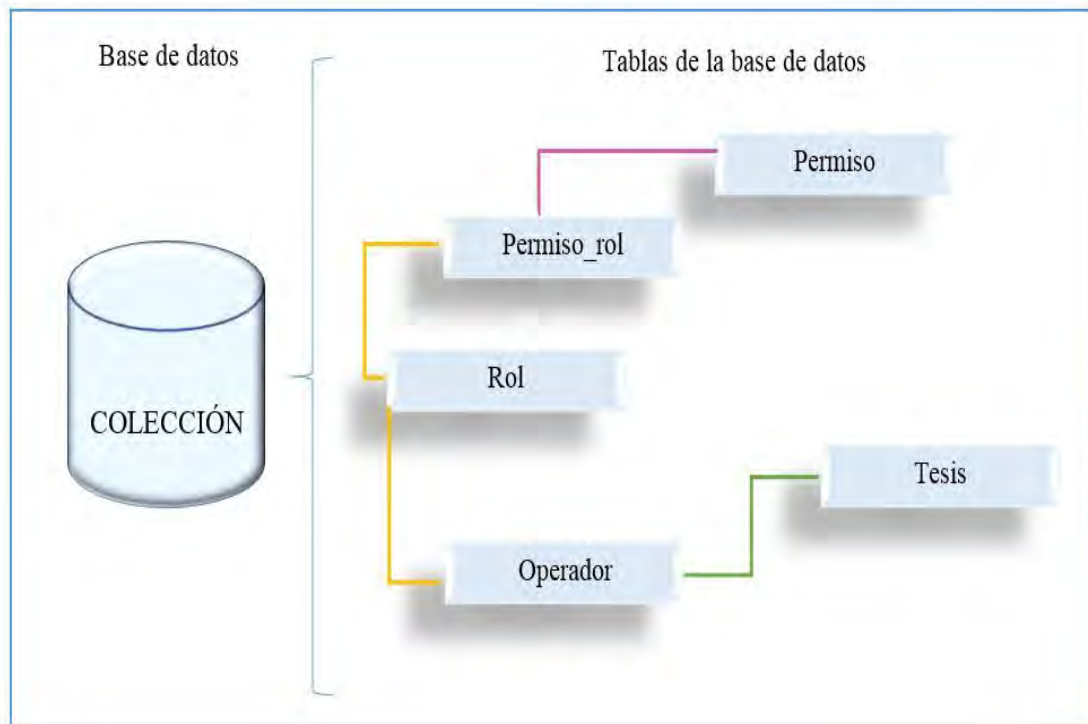 Base de datos
Tablas de la base de datos
Permiso
Permiso_rol
Rol
COLECCIÓN
Tesis
Operador